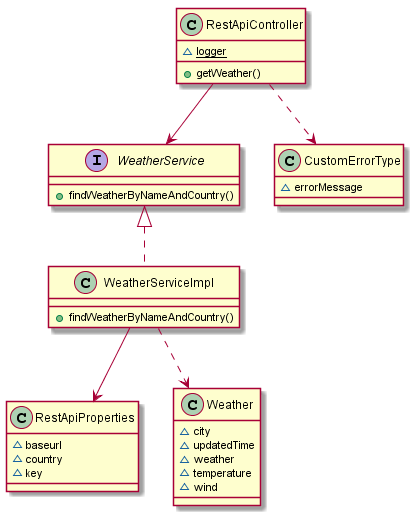 C RestApiController
logger
getWeather()
I WeatherService
findWeatherByNameAndCountry()
C CustomErrorType
errorMessage
C WeatherServiceImpl
findWeatherByNameAndCountry()
C RestApiProperties
baseurl
country
key
C Weather
city
updatedTime
weather
temperature
wind